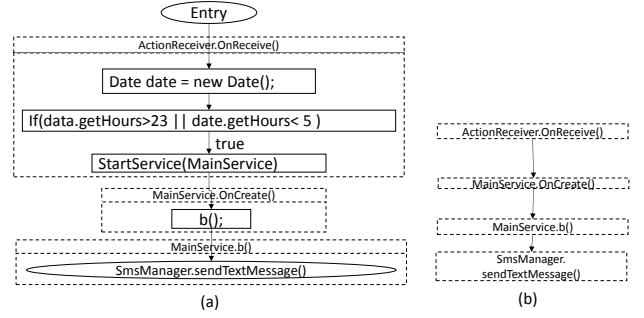 Entry
ActionReceiver.OnReceive()
Date date = new Date();
If(data.getHours>23 || date.getHours< 5 )
true
StartService(MainService)
MainService.OnCreate()
b();
MainService.b()
SmsManager.sendTextMessage()
(a)
ActionReceiver.OnReceive()
MainService.OnCreate()
MainService.b()
SmsManager.
sendTextMessage()
(b)